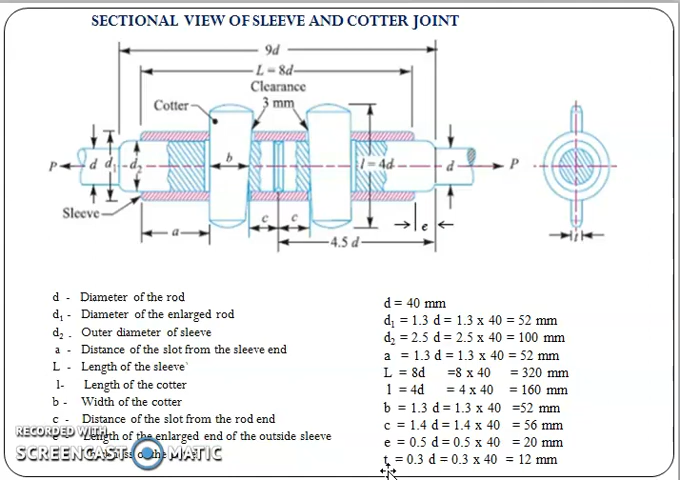 SECTIONAL VIEW OF SLEEVE AND COTTER JOINT
9d
L = 8d
Clearance
3 mm
Cotter
P d d₁ d₂ b l = 4d d P
Sleeve
c c e
a 4.5 d t
d - Diameter of the rod
d₁ - Diameter of the enlarged rod
d₂ - Outer diameter of sleeve
a - Distance of the slot from the sleeve end
L - Length of the sleeve
l- Length of the cotter
b - Width of the cotter
c - Distance of the slot from the rod end
Length of the enlarged end of the outside sleeve
d = 40 mm
d₁ = 1.3 d = 1.3 x 40 = 52 mm
d₂ = 2.5 d = 2.5 x 40 = 100 mm
a = 1.3 d = 1.3 x 40 = 52 mm
L = 8d =8 x 40 = 320 mm
l = 4d = 4 x 40 = 160 mm
b = 1.3 d = 1.3 x 40 =52 mm
c = 1.4 d = 1.4 x 40 = 56 mm
e = 0.5 d = 0.5 x 40 = 20 mm
t = 0.3 d = 0.3 x 40 = 12 mm
RECORDED WITH
SCREENCAST MATIC